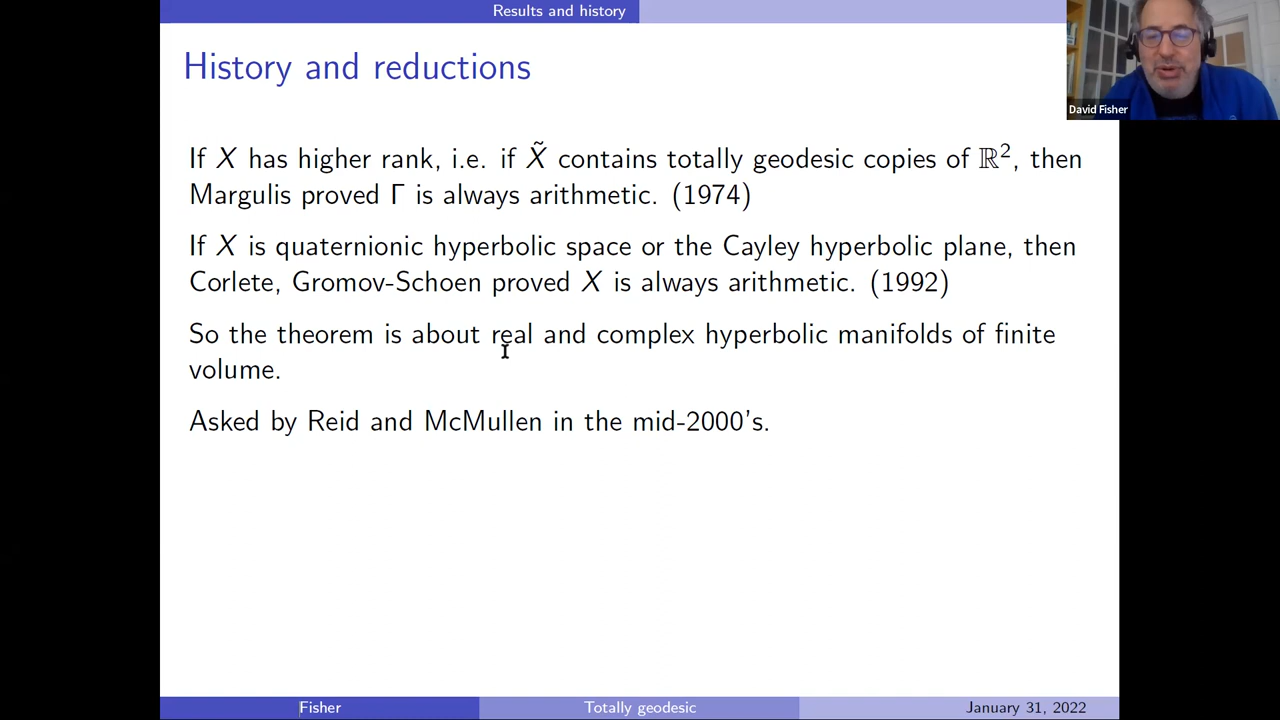 Results and history
History and reductions
David Fisher
If X has higher rank, i.e. if X̃ contains totally geodesic copies of ℝ², then
Margulis proved Γ is always arithmetic. (1974)
If X is quaternionic hyperbolic space or the Cayley hyperbolic plane, then
Corlete, Gromov-Schoen proved X is always arithmetic. (1992)
So the theorem is about real and complex hyperbolic manifolds of finite
volume.
Asked by Reid and McMullen in the mid-2000's.
Fisher
Totally geodesic
January 31, 2022